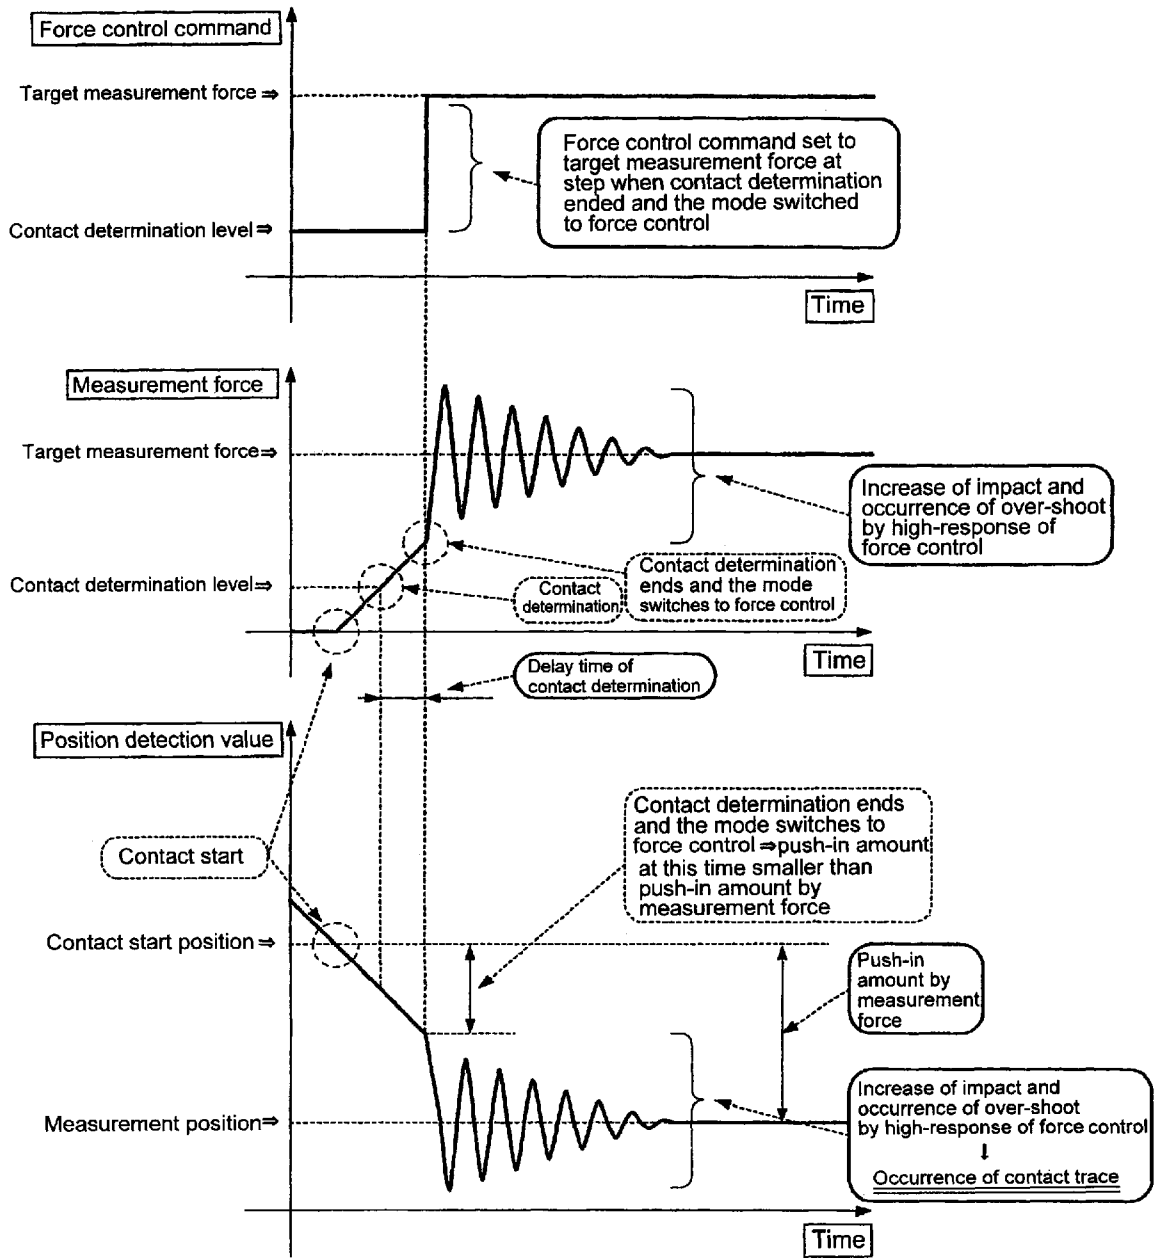 Force control command
Target measurement force⇒
Force control command set to
target measurement force at
step when contact determination
ended and the mode switched
to force control
Contact determination level⇒
Time
Measurement force
Target measurement force⇒
Increase of impact and
occurrence of over-shoot
by high-response of
force control
Contact determination
ends and the mode
switches to force control
Contact determination level⇒
Contact
determination
Time
Delay time of
contact determination
Position detection value
Contact determination ends
and the mode switches to
force control⇒push-in amount
at this time smaller than
push-in amount by
measurement force
Contact start
Contact start position⇒
Push-in
amount by
measurement
force
Measurement position⇒
Increase of impact and
occurrence of over-shoot
by high-response of force control
↓
Occurrence of contact trace
Time